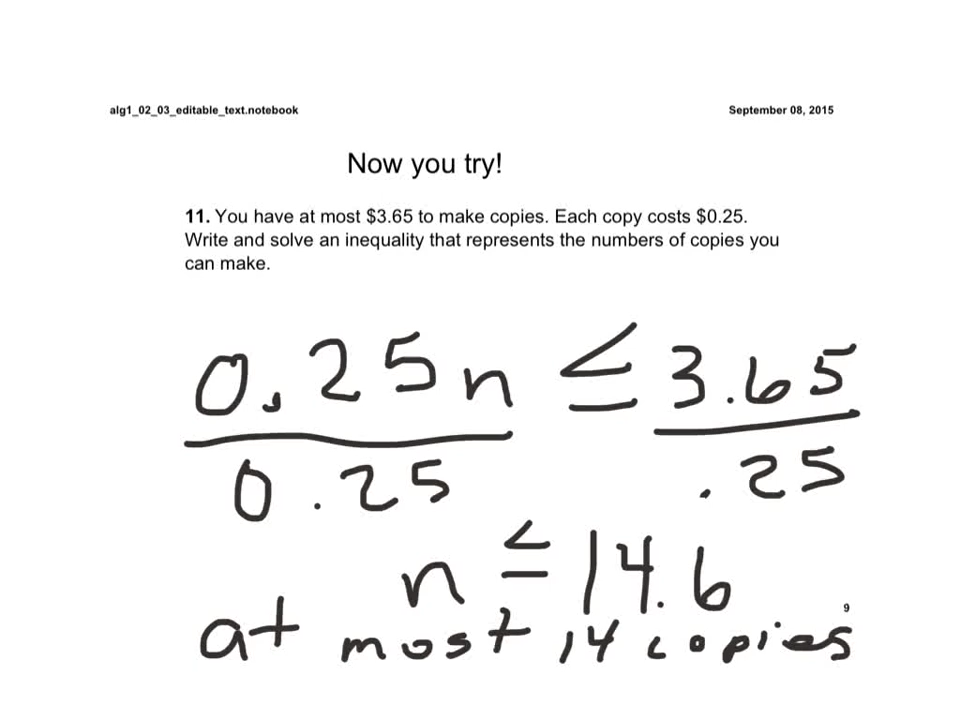 alg1_02_03_editable_text.notebook September 08, 2015
Now you try!
11. You have at most $3.65 to make copies. Each copy costs $0.25.
Write and solve an inequality that represents the numbers of copies you
can make.
0.25n ≤ 3.65
0.25 .25
n ≤ 14.6
9
at most 14 copies